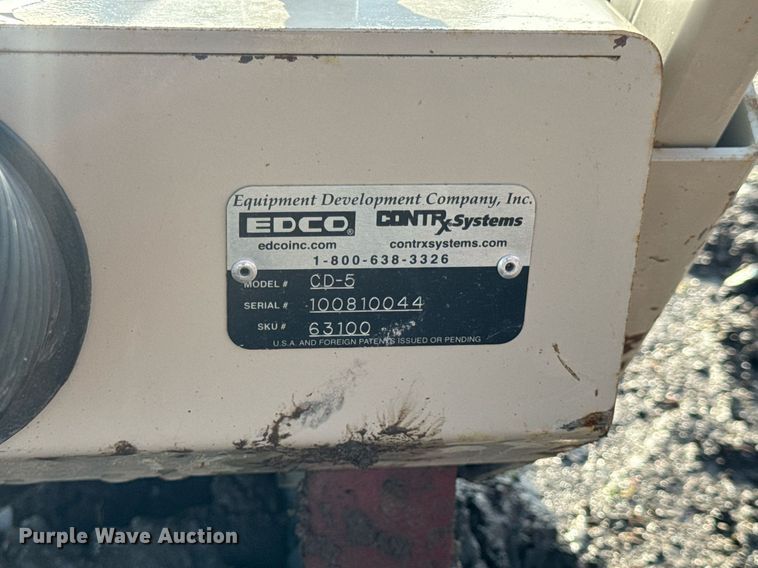 Equipment Development Company, Inc.
EDCO® CONTRx-Systems
edcoinc.com contrxsystems.com
1-800-638-3326
MODEL # CD-5
SERIAL # 100810044
SKU # 63100
U.S.A. AND FOREIGN PATENTS ISSUED OR PENDING
Purple Wave Auction